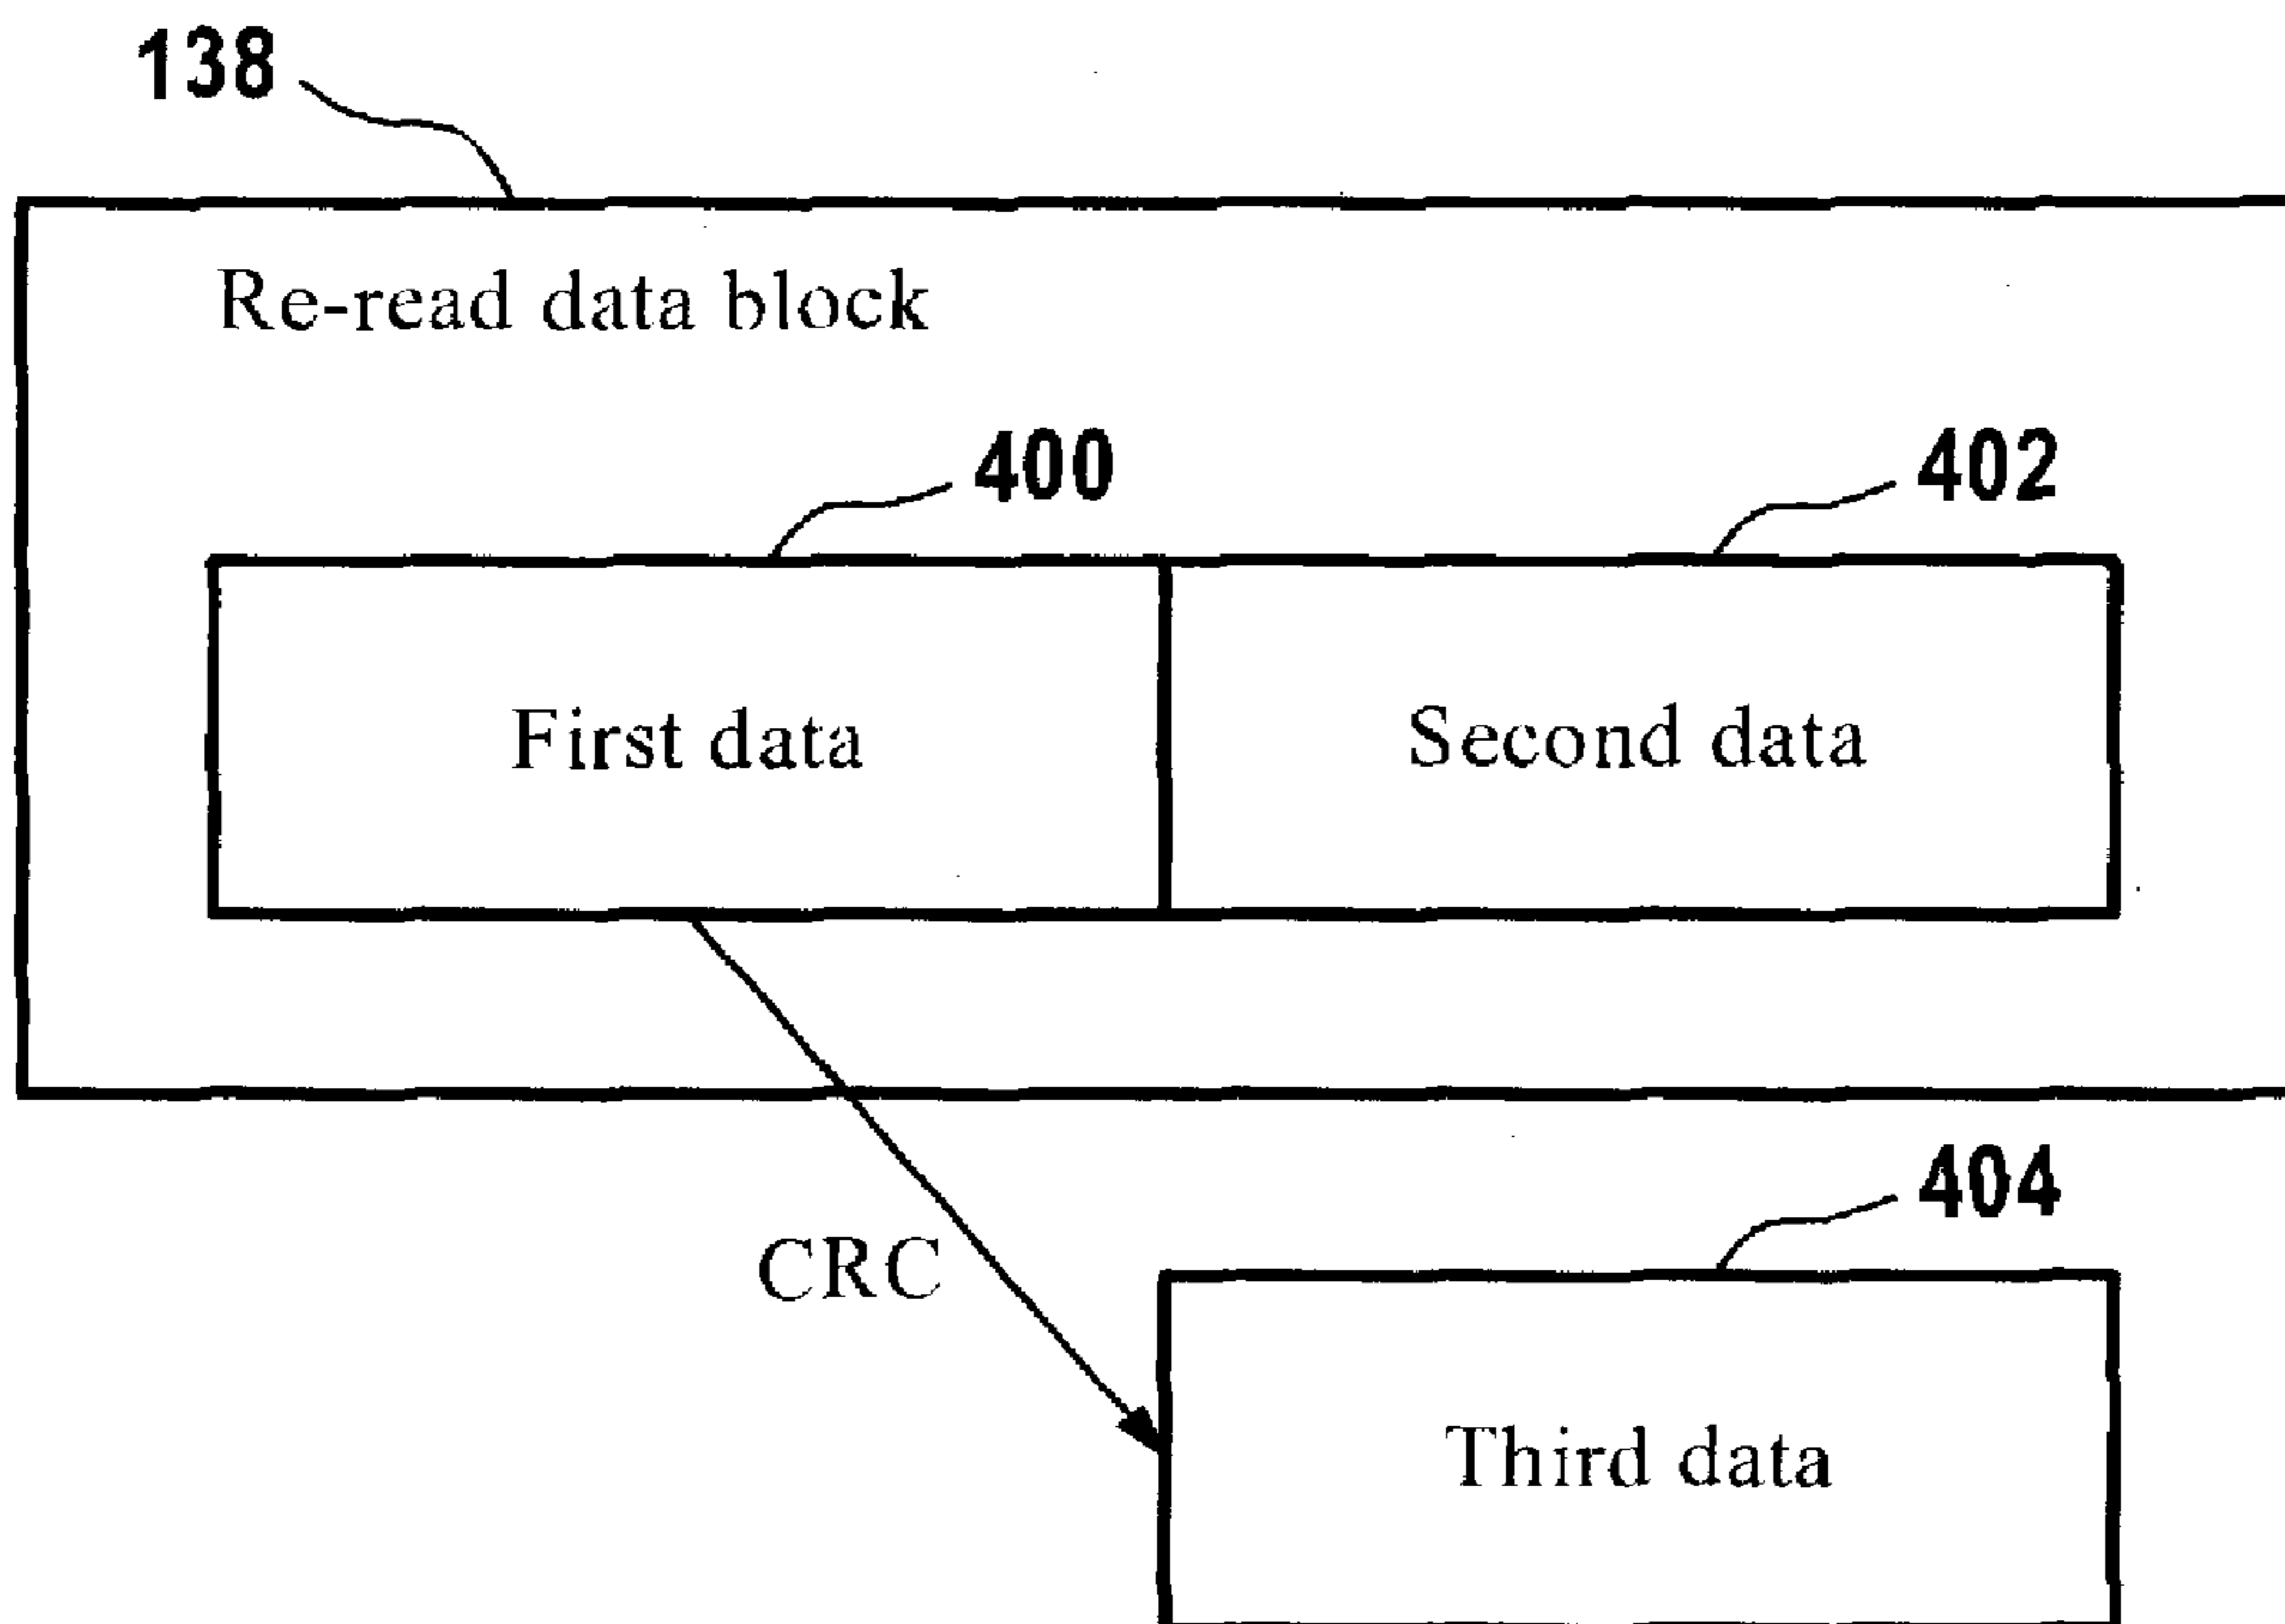 138
Re-read data block
400
402
First data
Second data
404
CRC
Third data